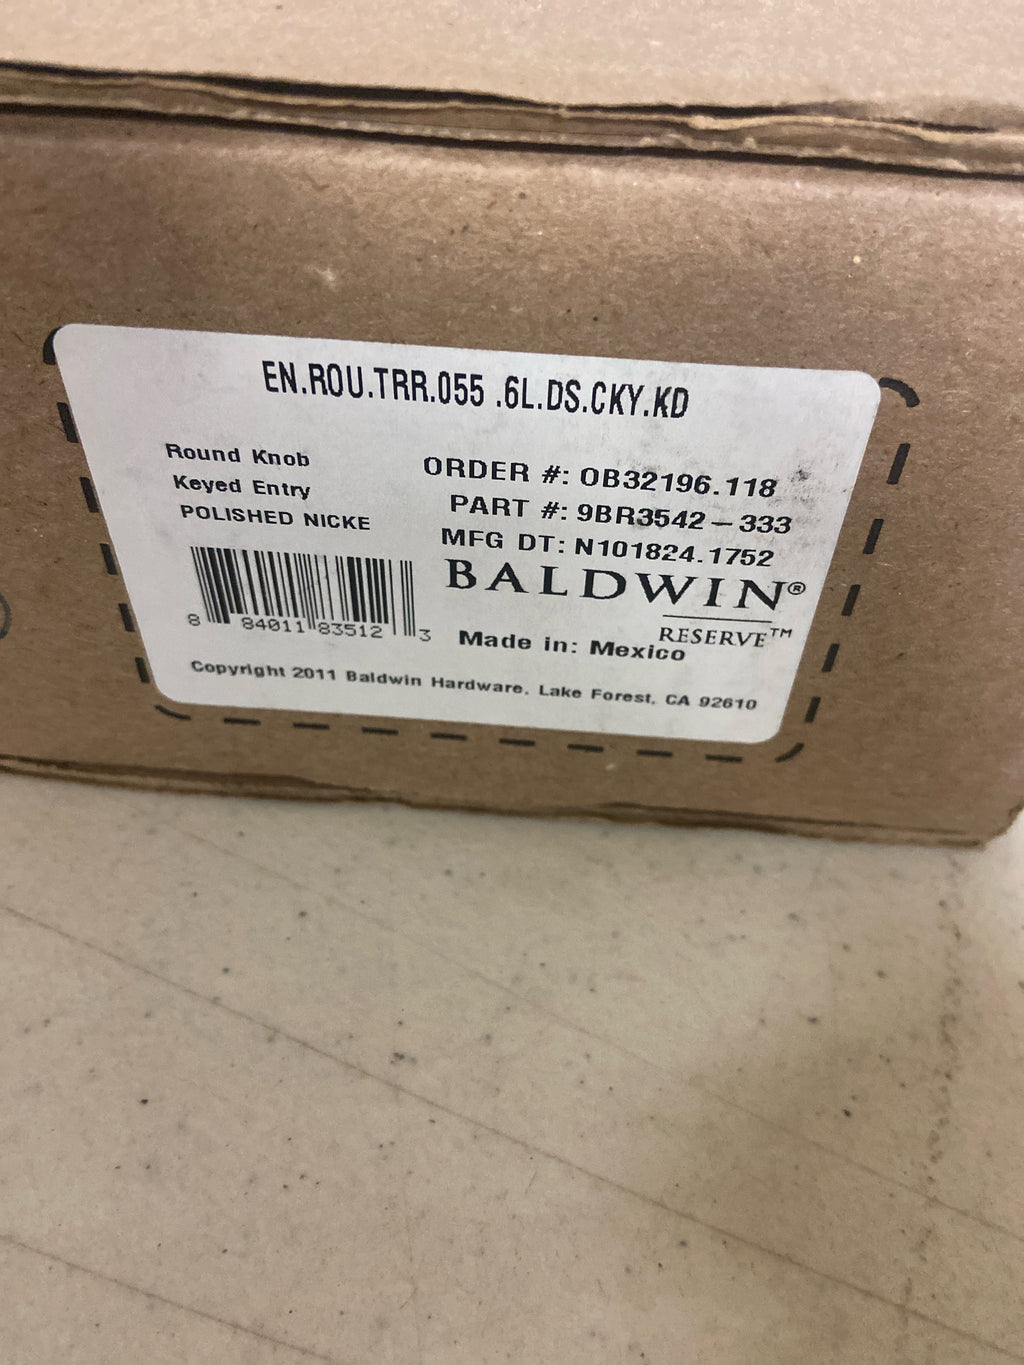 EN.ROU.TRR.055 .6L.DS.CKY.KD
Round Knob
Keyed Entry
POLISHED NICKE
ORDER #: OB32196.118
PART #: 9BR3542-333
MFG DT: N101824.1752
BALDWIN®
RESERVE™
8 84011 83512 3
Made in: Mexico
Copyright 2011 Baldwin Hardware, Lake Forest, CA 92610